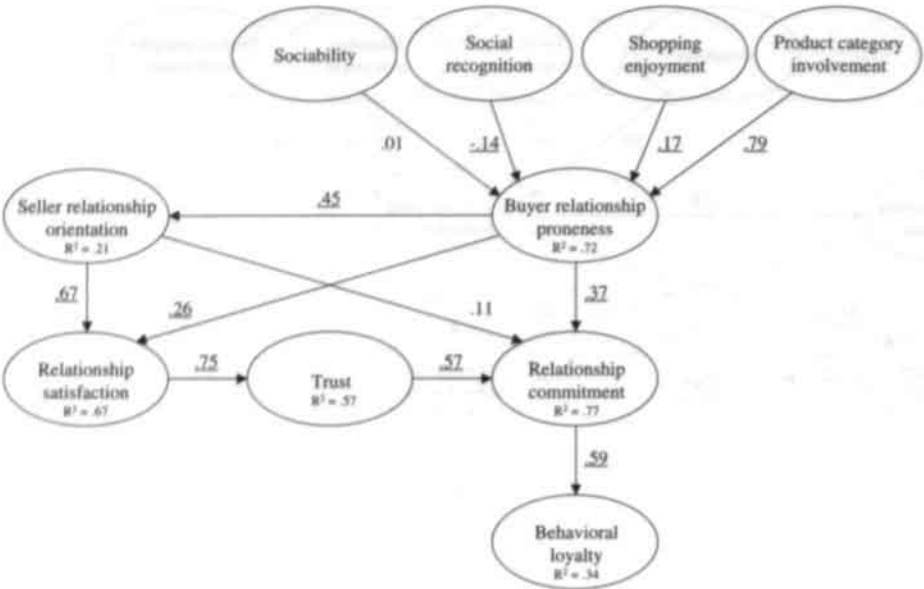 Sociability
Social
recognition
Shopping
enjoyment
Product category
involvement
.01
-.14
.17
.79
Seller relationship
orientation
R² = .21
.45
Buyer relationship
proneness
R² = .72
.67
.26
.11
.37
Relationship
satisfaction
R² = .67
.75
Trust
R² = .57
.57
Relationship
commitment
R² = .77
.59
Behavioral
loyalty
R² = .34